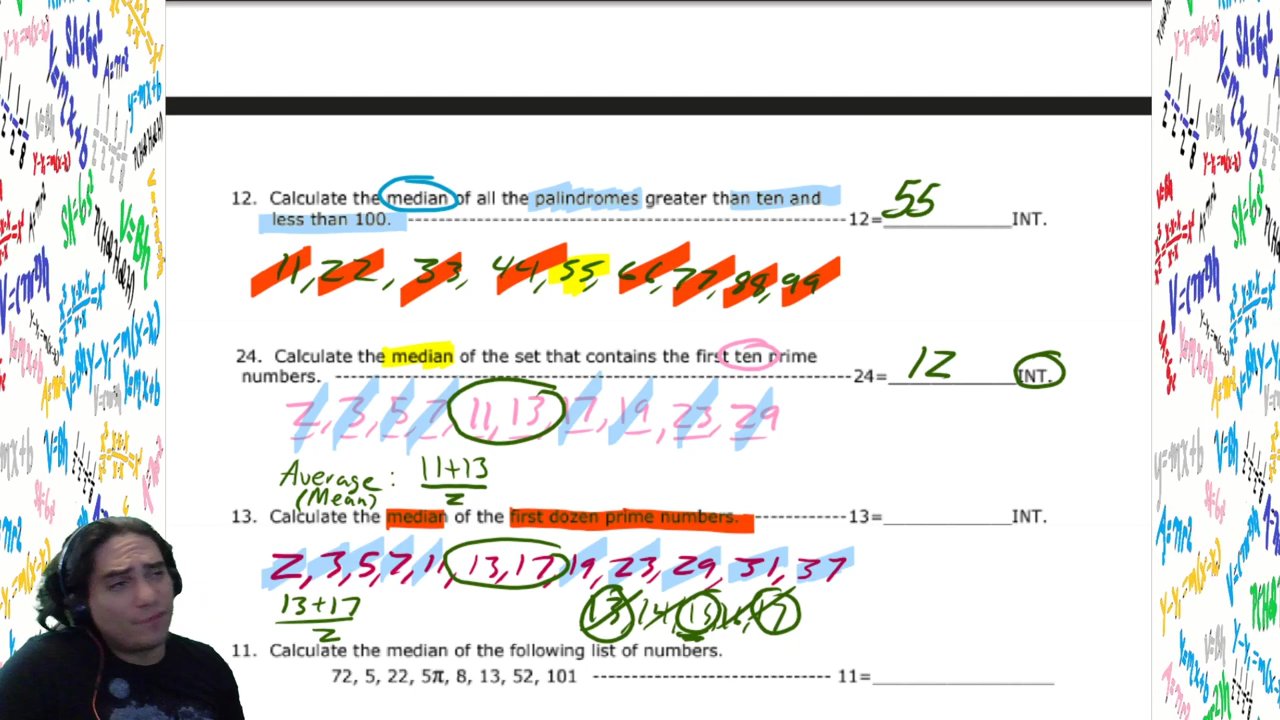 12. Calculate the median of all the palindromes greater than ten and
less than 100. ---------- 12= 55 INT.
11, 22, 33, 44, 55, 66, 77, 88, 99
24. Calculate the median of the set that contains the first ten prime
numbers. ---------- 24= 12 INT.
2, 3, 5, 7, 11, 13, 17, 19, 23, 29
Average : 11+13
(Mean) 2
13. Calculate the median of the first dozen prime numbers. ---------- 13= INT.
2, 3, 5, 7, 11, 13, 17, 19, 23, 29, 31, 37
13+17
2
13 14 15 16 17
11. Calculate the median of the following list of numbers.
72, 5, 22, 5π, 8, 13, 52, 101 ---------- 11=